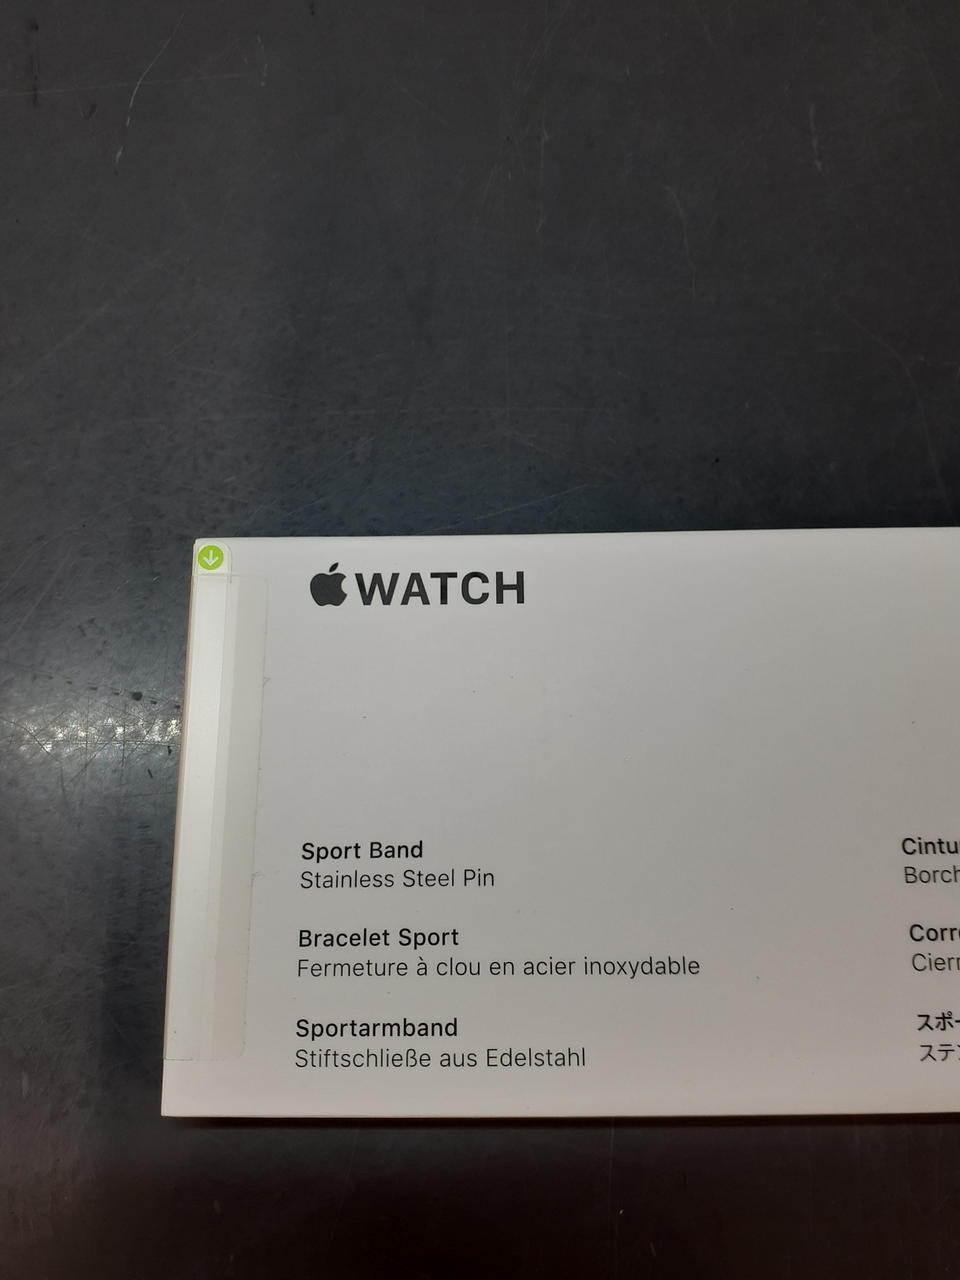 WATCH
Sport Band
Stainless Steel Pin
Bracelet Sport
Fermeture à clou en acier inoxydable
Sportarmband
Stiftschließe aus Edelstahl